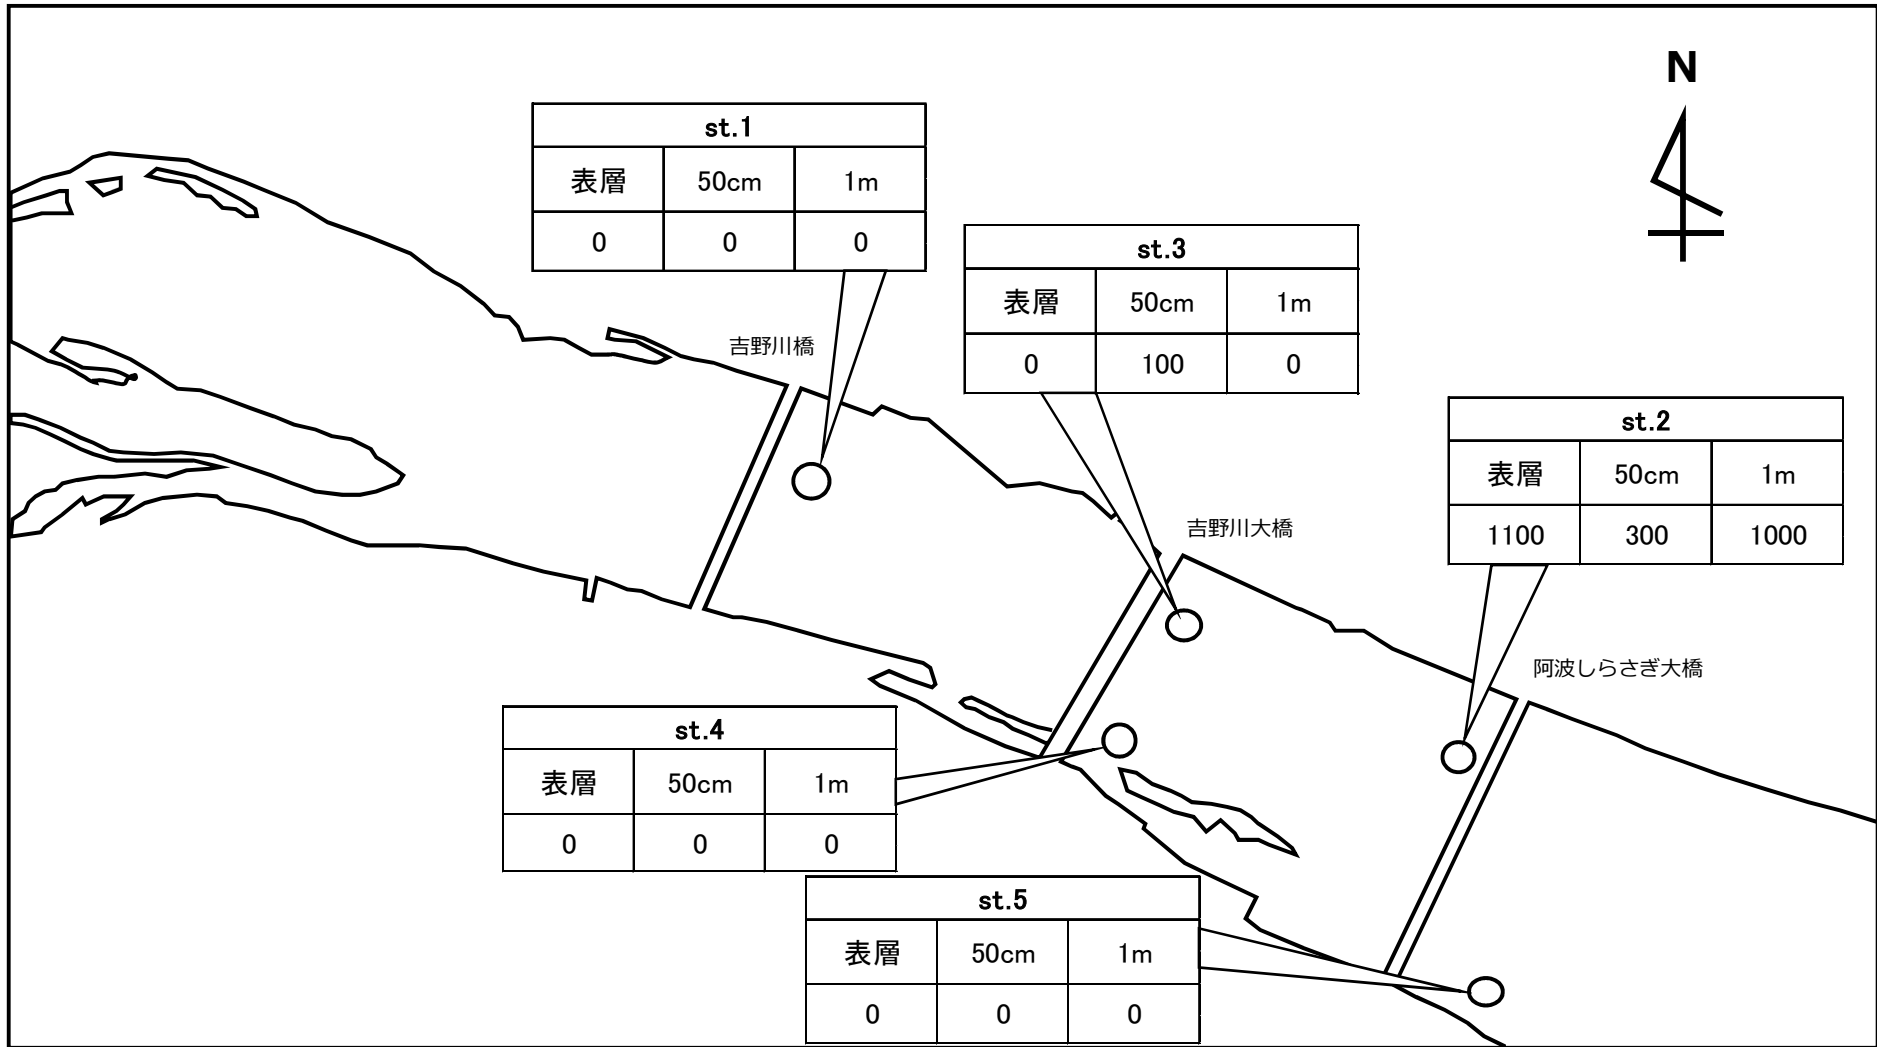 N
st.1
表層 50cm 1m
0 0 0
st.3
表層 50cm 1m
0 100 0
吉野川橋
st.2
表層 50cm 1m
1100 300 1000
吉野川大橋
阿波しらさぎ大橋
st.4
表層 50cm 1m
0 0 0
st.5
表層 50cm 1m
0 0 0